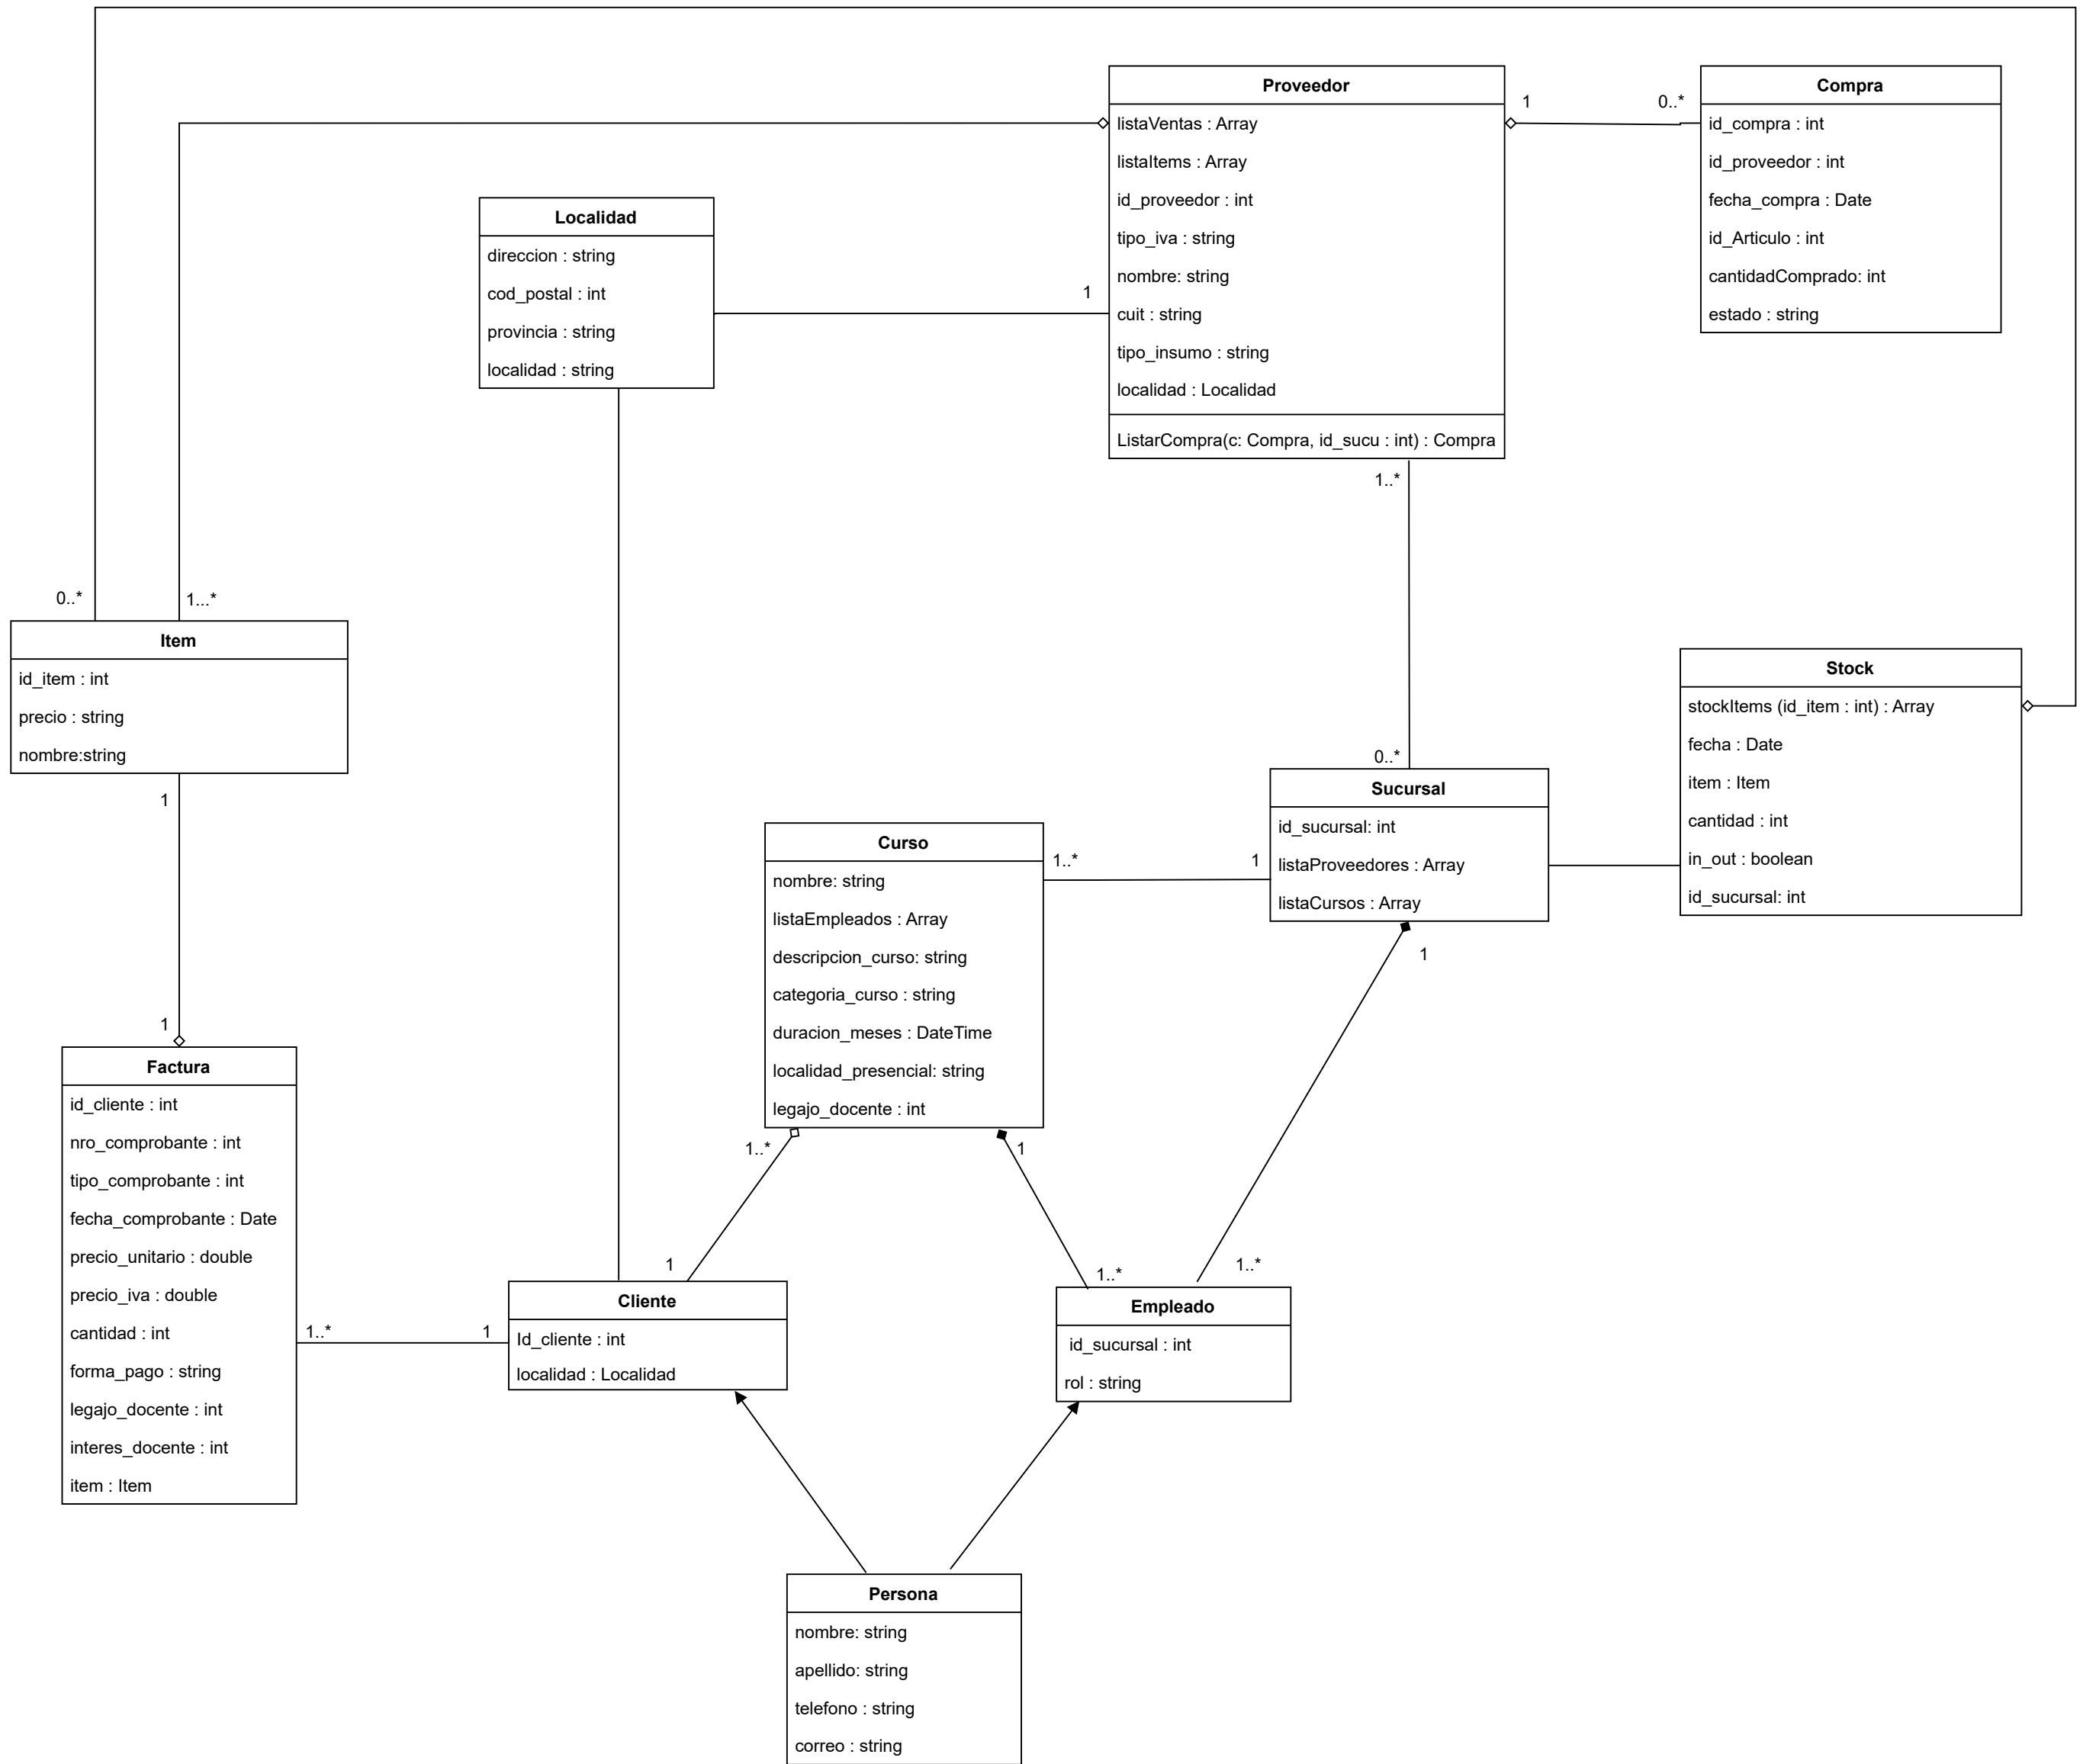 Proveedor
listaVentas : Array
listaItems : Array
id_proveedor : int
tipo_iva : string
nombre: string
cuit : string
tipo_insumo : string
localidad : Localidad
ListarCompra(c: Compra, id_sucu : int) : Compra
1
0..*
Compra
id_compra : int
id_proveedor : int
fecha_compra : Date
id_Articulo : int
cantidadComprado: int
estado : string
Localidad
direccion : string
cod_postal : int
provincia : string
localidad : string
1
1..*
0..*
1...*
Item
id_item : int
precio : string
nombre:string
1
1
Stock
stockItems (id_item : int) : Array
fecha : Date
item : Item
cantidad : int
in_out : boolean
id_sucursal: int
0..*
Sucursal
id_sucursal: int
listaProveedores : Array
listaCursos : Array
1
Curso
nombre: string
listaEmpleados : Array
descripcion_curso: string
categoria_curso : string
duracion_meses : DateTime
localidad_presencial: string
legajo_docente : int
1..*
1
1..*
1
Factura
id_cliente : int
nro_comprobante : int
tipo_comprobante : int
fecha_comprobante : Date
precio_unitario : double
precio_iva : double
cantidad : int
forma_pago : string
legajo_docente : int
interes_docente : int
item : Item
1..*
1
1
Cliente
Id_cliente : int
localidad : Localidad
1..*
1..*
Empleado
id_sucursal : int
rol : string
Persona
nombre: string
apellido: string
telefono : string
correo : string